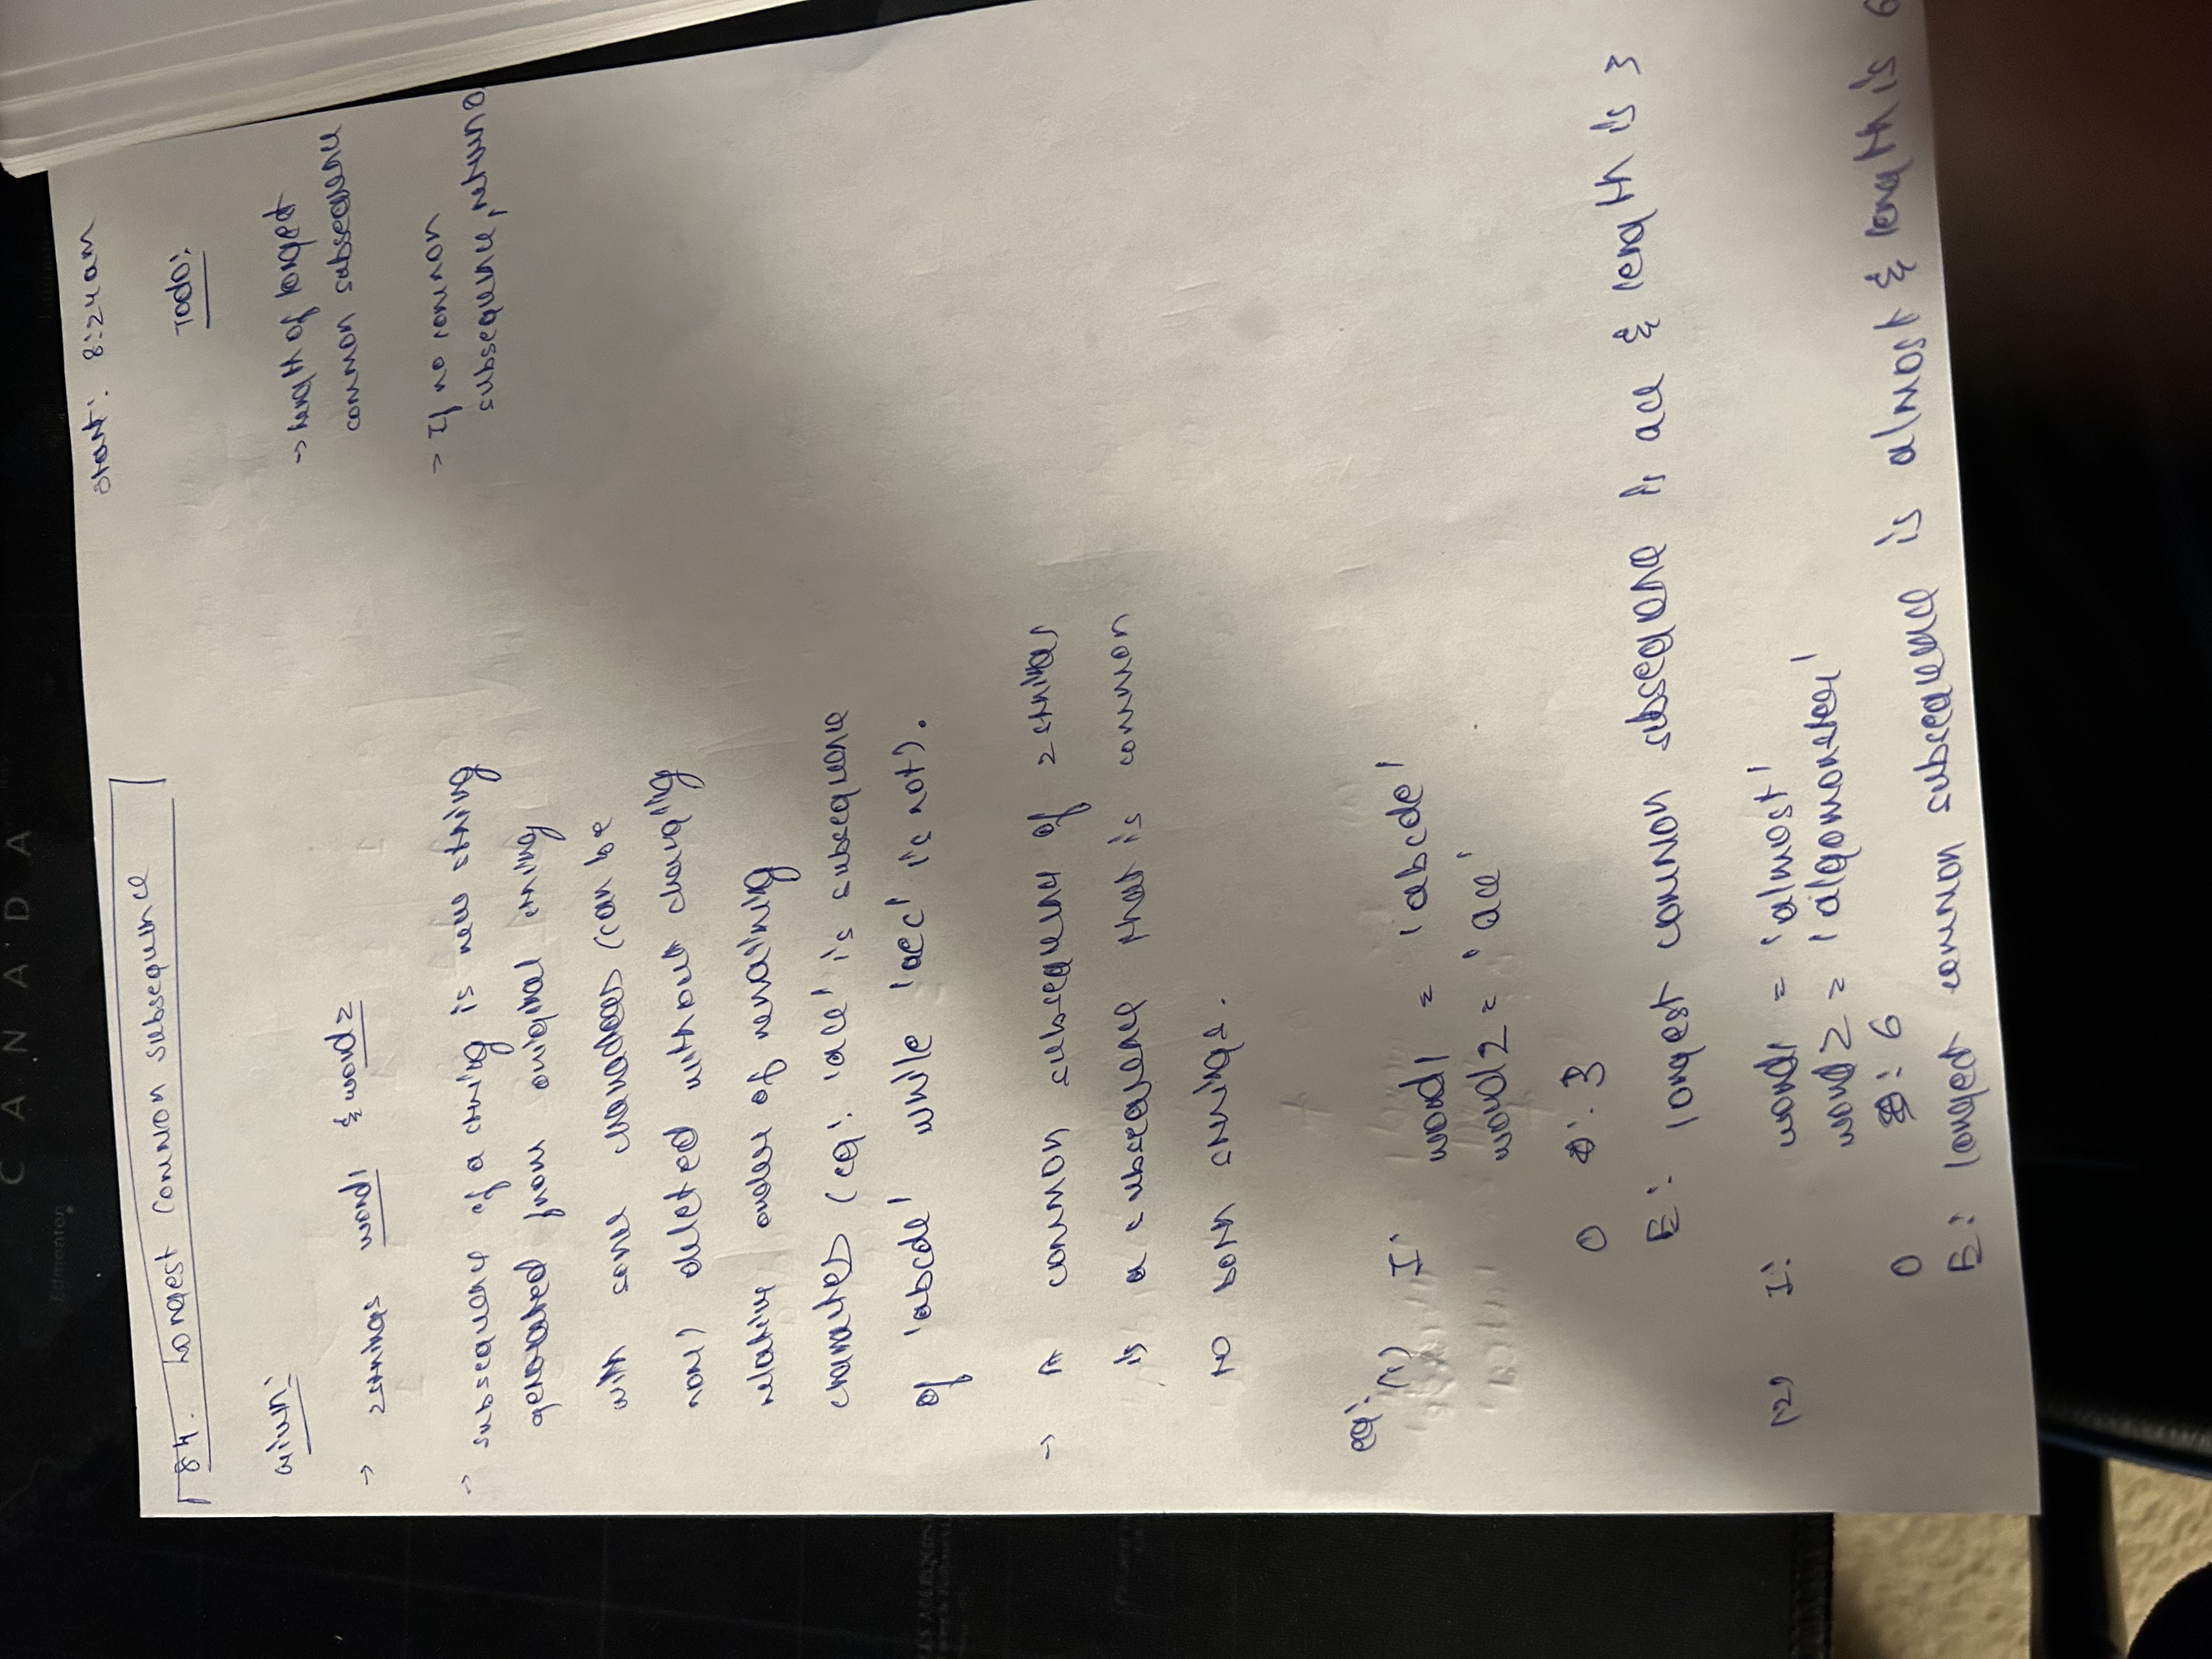 CANADA
Edmonton
Start: 8:24am
84. Longest Common Subsequence
Todo:
Given:
→ length of longest
common subsequence
→ 2 strings word1 & word2
→ If no common
subsequence, return 0
→ subsequence of a string is new string
generated from original string
with some characters (can be
none) deleted without changing
relative order of remaining
characters (eg: 'ace' is subsequence
of 'abcde' while 'aec' is not).
→ A common subsequence of 2 strings
is a subsequence that is common
to both strings.
eg:
(1) I: word1 = 'abcde'
word2 = 'ace'
O : 3
E: longest common subsequence is ace & length is 3
(2) I: word1 = 'almost'
word2 = 'algomonster'
O : 6
E: longest common subsequence is almost & length is 6